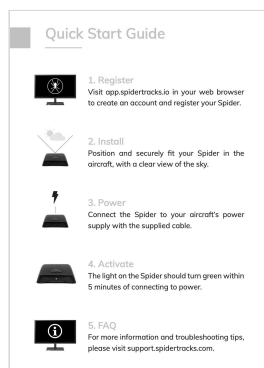 Quick Start Guide
1. Register
Visit app.spidertracks.io in your web browser
to create an account and register your Spider.
2. Install
Position and securely fit your Spider in the
aircraft, with a clear view of the sky.
3. Power
Connect the Spider to your aircraft's power
supply with the supplied cable.
4. Activate
The light on the Spider should turn green within
5 minutes of connecting to power.
5. FAQ
For more information and troubleshooting tips,
please visit support.spidertracks.com.